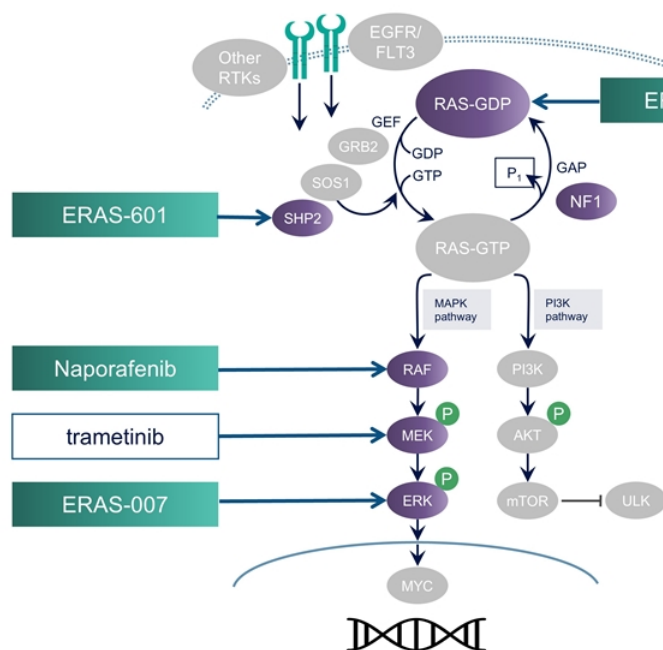 Other
RTKs
EGFR/
FLT3
RAS-GDP
GEF
GRB2
GDP
GTP
SOS1
P1
GAP
NF1
ERAS-601
SHP2
RAS-GTP
MAPK
pathway
PI3K
pathway
Naporafenib
RAF
PI3K
trametinib
MEK
P
AKT
P
ERAS-007
ERK
P
mTOR
ULK
MYC